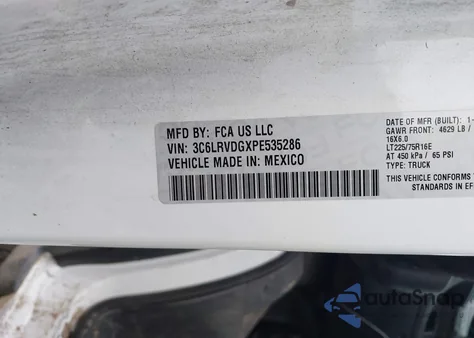 MFD BY: FCA US LLC
VIN: 3C6LRVDGXPE535286
VEHICLE MADE IN: MEXICO
DATE OF MFR (BUILT): 1-
GAWR FRONT: 4629 LB /
16X6.0
LT225/75R16E
AT 450 kPa / 65 PSI
TYPE: TRUCK
THIS VEHICLE CONFORMS
STANDARDS IN EF
autoSnap